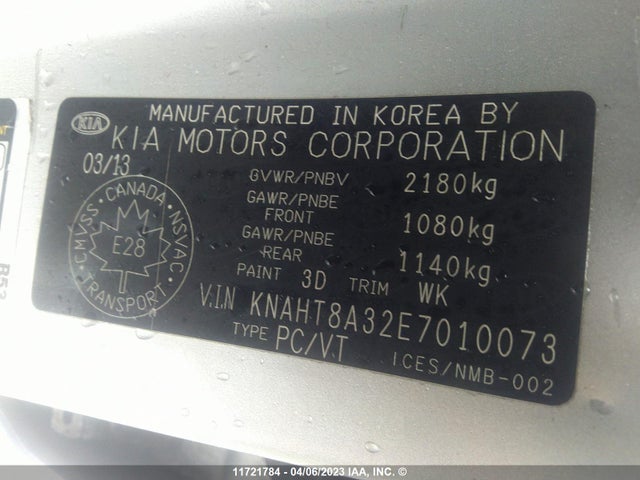 KIA
MANUFACTURED IN KOREA BY
KIA MOTORS CORPORATION
03/13
GVWR/PNBV 2180kg
GAWR/PNBE
FRONT 1080kg
GAWR/PNBE
REAR 1140kg
PAINT 3D TRIM WK
CANADA
CMVSS NSVAC
E28
TRANSPORT
V.I.N KNAHT8A32E7010073
TYPE PC/VT
ICES/NMB-002
B53
11721784 - 04/06/2023 IAA, INC. ©